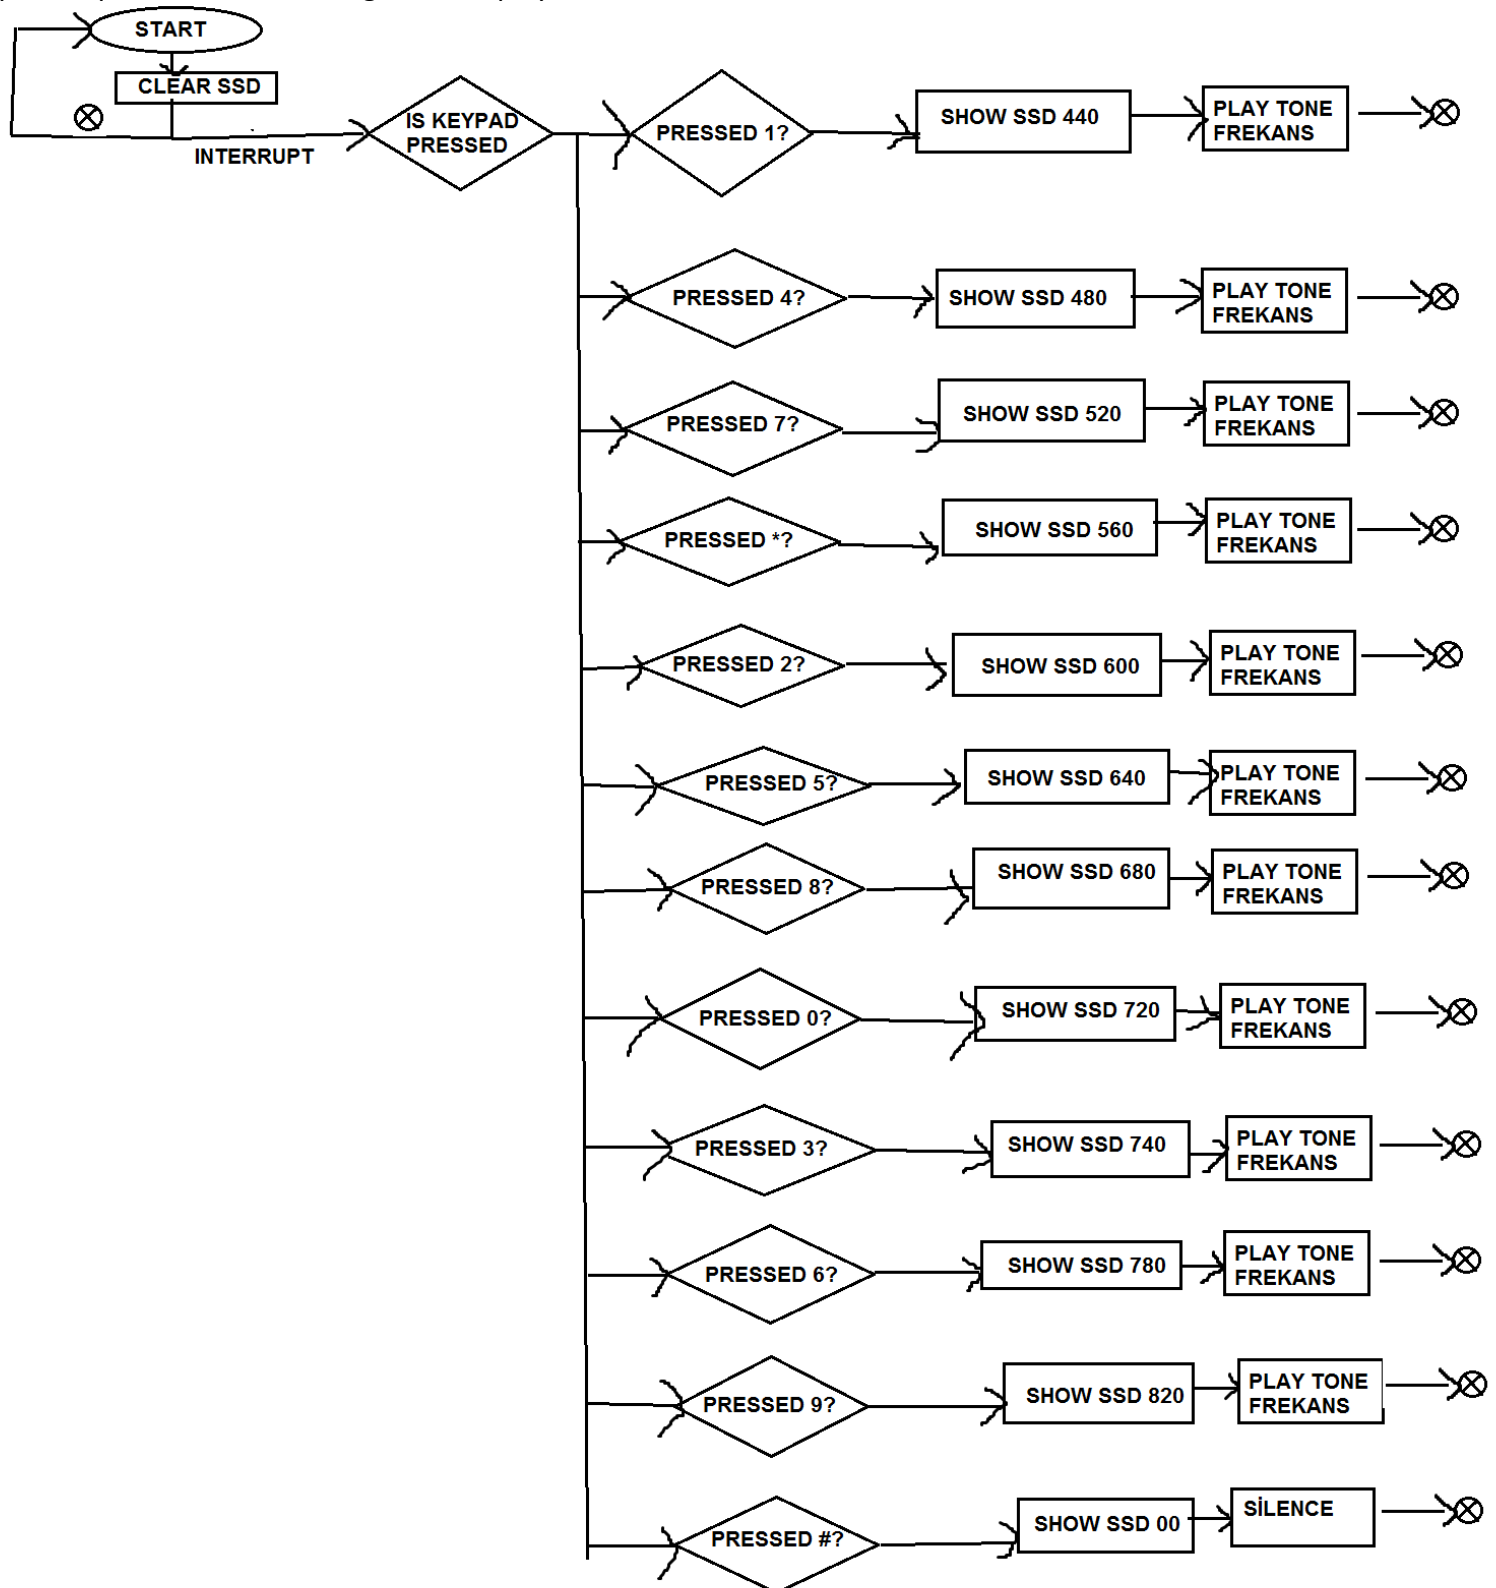 START
CLEAR SSD
INTERRUPT
IS KEYPAD
PRESSED
PRESSED 1?
SHOW SSD 440
PLAY TONE
FREKANS
PRESSED 4?
SHOW SSD 480
PLAY TONE
FREKANS
PRESSED 7?
SHOW SSD 520
PLAY TONE
FREKANS
PRESSED *?
SHOW SSD 560
PLAY TONE
FREKANS
PRESSED 2?
SHOW SSD 600
PLAY TONE
FREKANS
PRESSED 5?
SHOW SSD 640
PLAY TONE
FREKANS
PRESSED 8?
SHOW SSD 680
PLAY TONE
FREKANS
PRESSED 0?
SHOW SSD 720
PLAY TONE
FREKANS
PRESSED 3?
SHOW SSD 740
PLAY TONE
FREKANS
PRESSED 6?
SHOW SSD 780
PLAY TONE
FREKANS
PRESSED 9?
SHOW SSD 820
PLAY TONE
FREKANS
PRESSED #?
SHOW SSD 00
SİLENCE